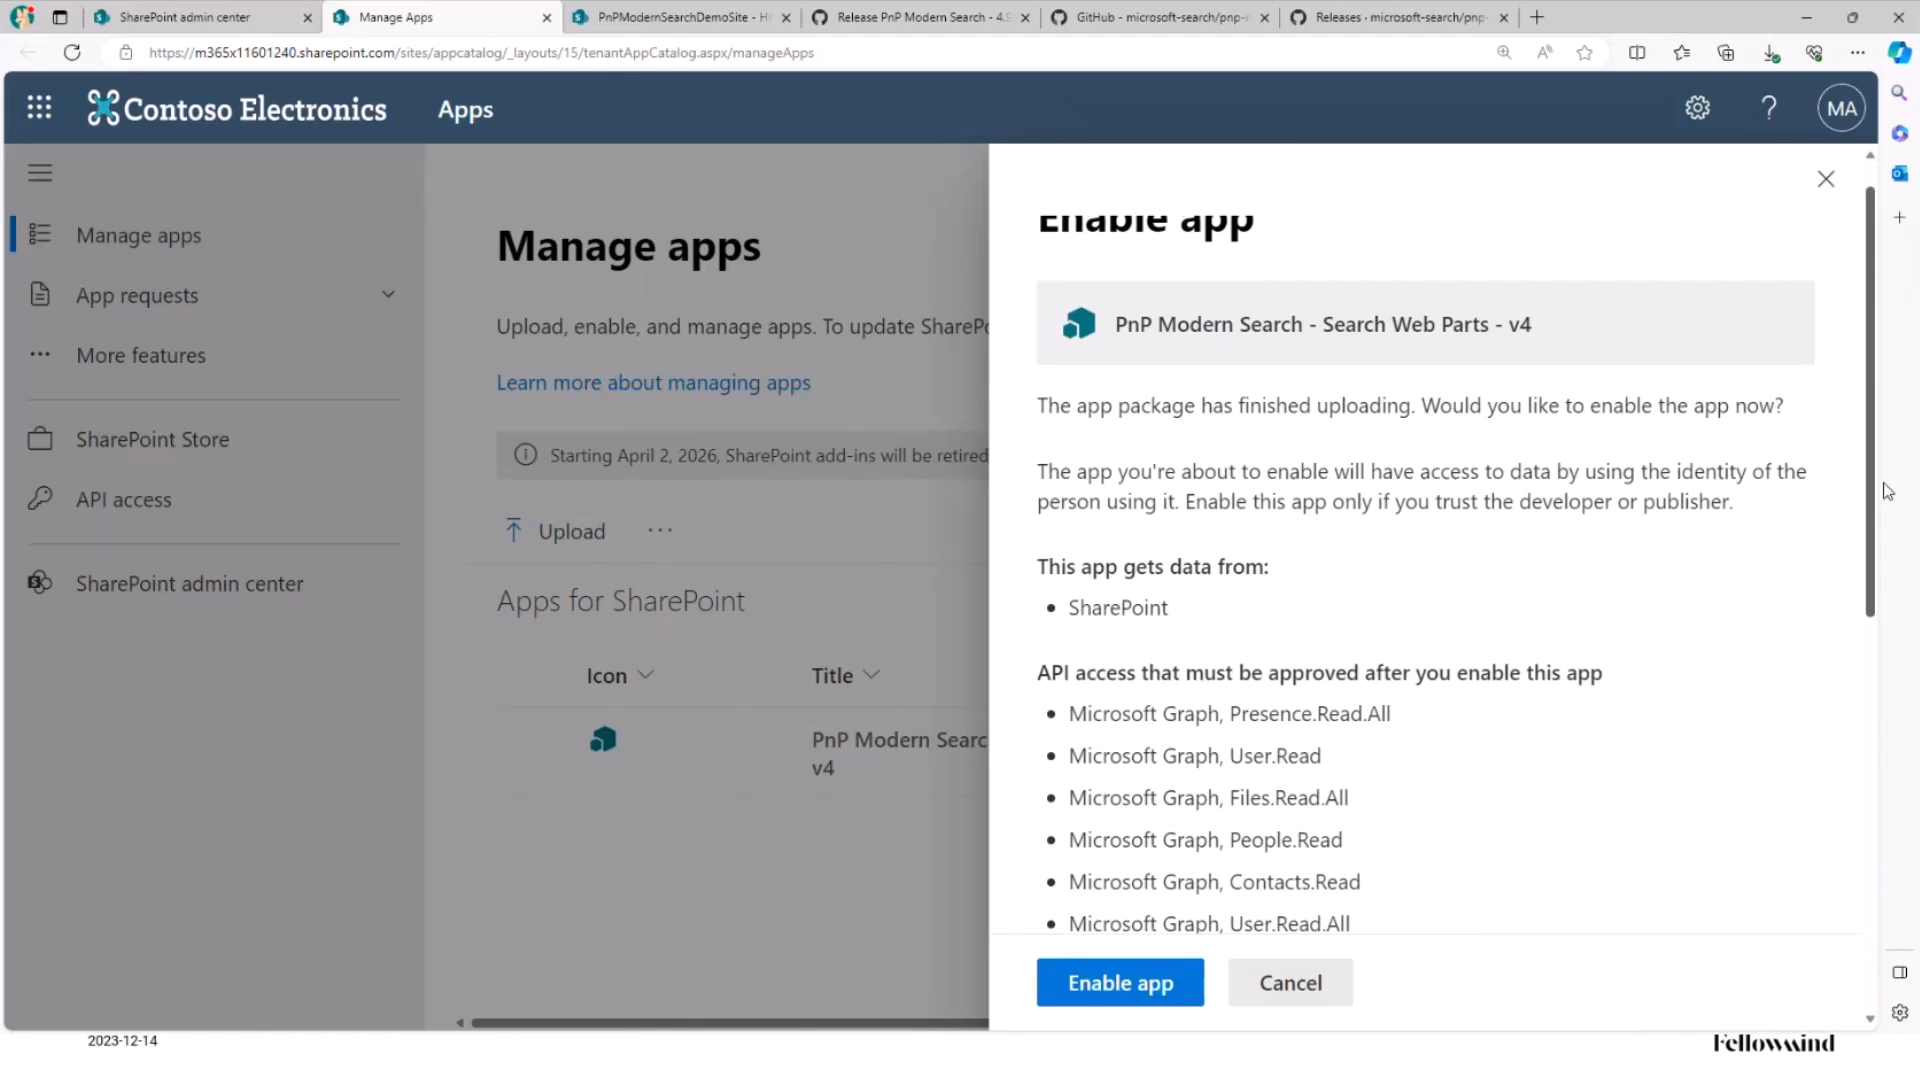 SharePoint admin center
Manage Apps
PnPModernSearchDemoSite - H
Release PnP Modern Search - 4.
GitHub - microsoft-search/pnp-
Releases · microsoft-search/pnp-
https://m365x11601240.sharepoint.com/sites/appcatalog/_layouts/15/tenantAppCatalog.aspx/manageApps
Contoso Electronics
Apps
MA
Manage apps
App requests
More features
SharePoint Store
API access
SharePoint admin center
Manage apps
Upload, enable, and manage apps. To update ShareP
Learn more about managing apps
Starting April 2, 2026, SharePoint add-ins will be retired
Upload
Apps for SharePoint
Icon
Title
PnP Modern Searc
v4
Enable app
PnP Modern Search - Search Web Parts - v4
The app package has finished uploading. Would you like to enable the app now?
The app you're about to enable will have access to data by using the identity of the
person using it. Enable this app only if you trust the developer or publisher.
This app gets data from:
• SharePoint
API access that must be approved after you enable this app
• Microsoft Graph, Presence.Read.All
• Microsoft Graph, User.Read
• Microsoft Graph, Files.Read.All
• Microsoft Graph, People.Read
• Microsoft Graph, Contacts.Read
• Microsoft Graph, User.Read.All
Enable app
Cancel
2023-12-14
Fellowmind